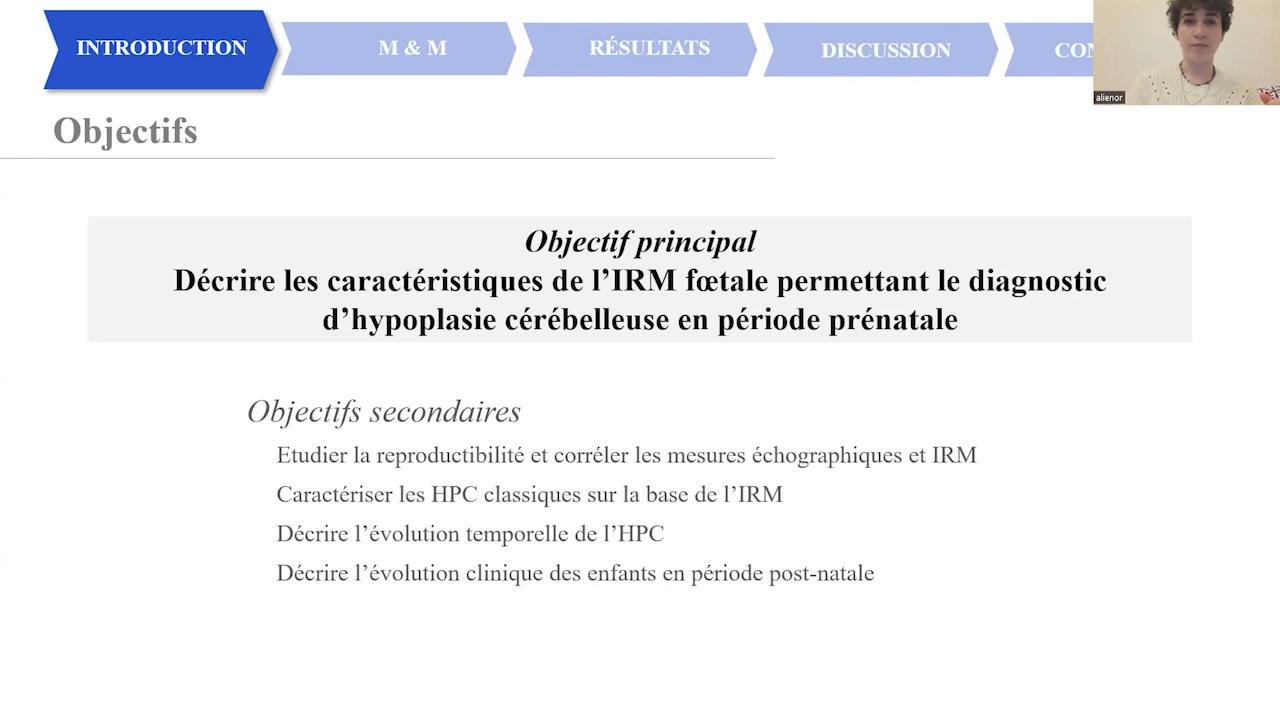 INTRODUCTION
M & M
RÉSULTATS
DISCUSSION
CON
alienor
Objectifs
Objectif principal
Décrire les caractéristiques de l’IRM fœtale permettant le diagnostic
d’hypoplasie cérébelleuse en période prénatale
Objectifs secondaires
Etudier la reproductibilité et corréler les mesures échographiques et IRM
Caractériser les HPC classiques sur la base de l’IRM
Décrire l’évolution temporelle de l’HPC
Décrire l’évolution clinique des enfants en période post-natale